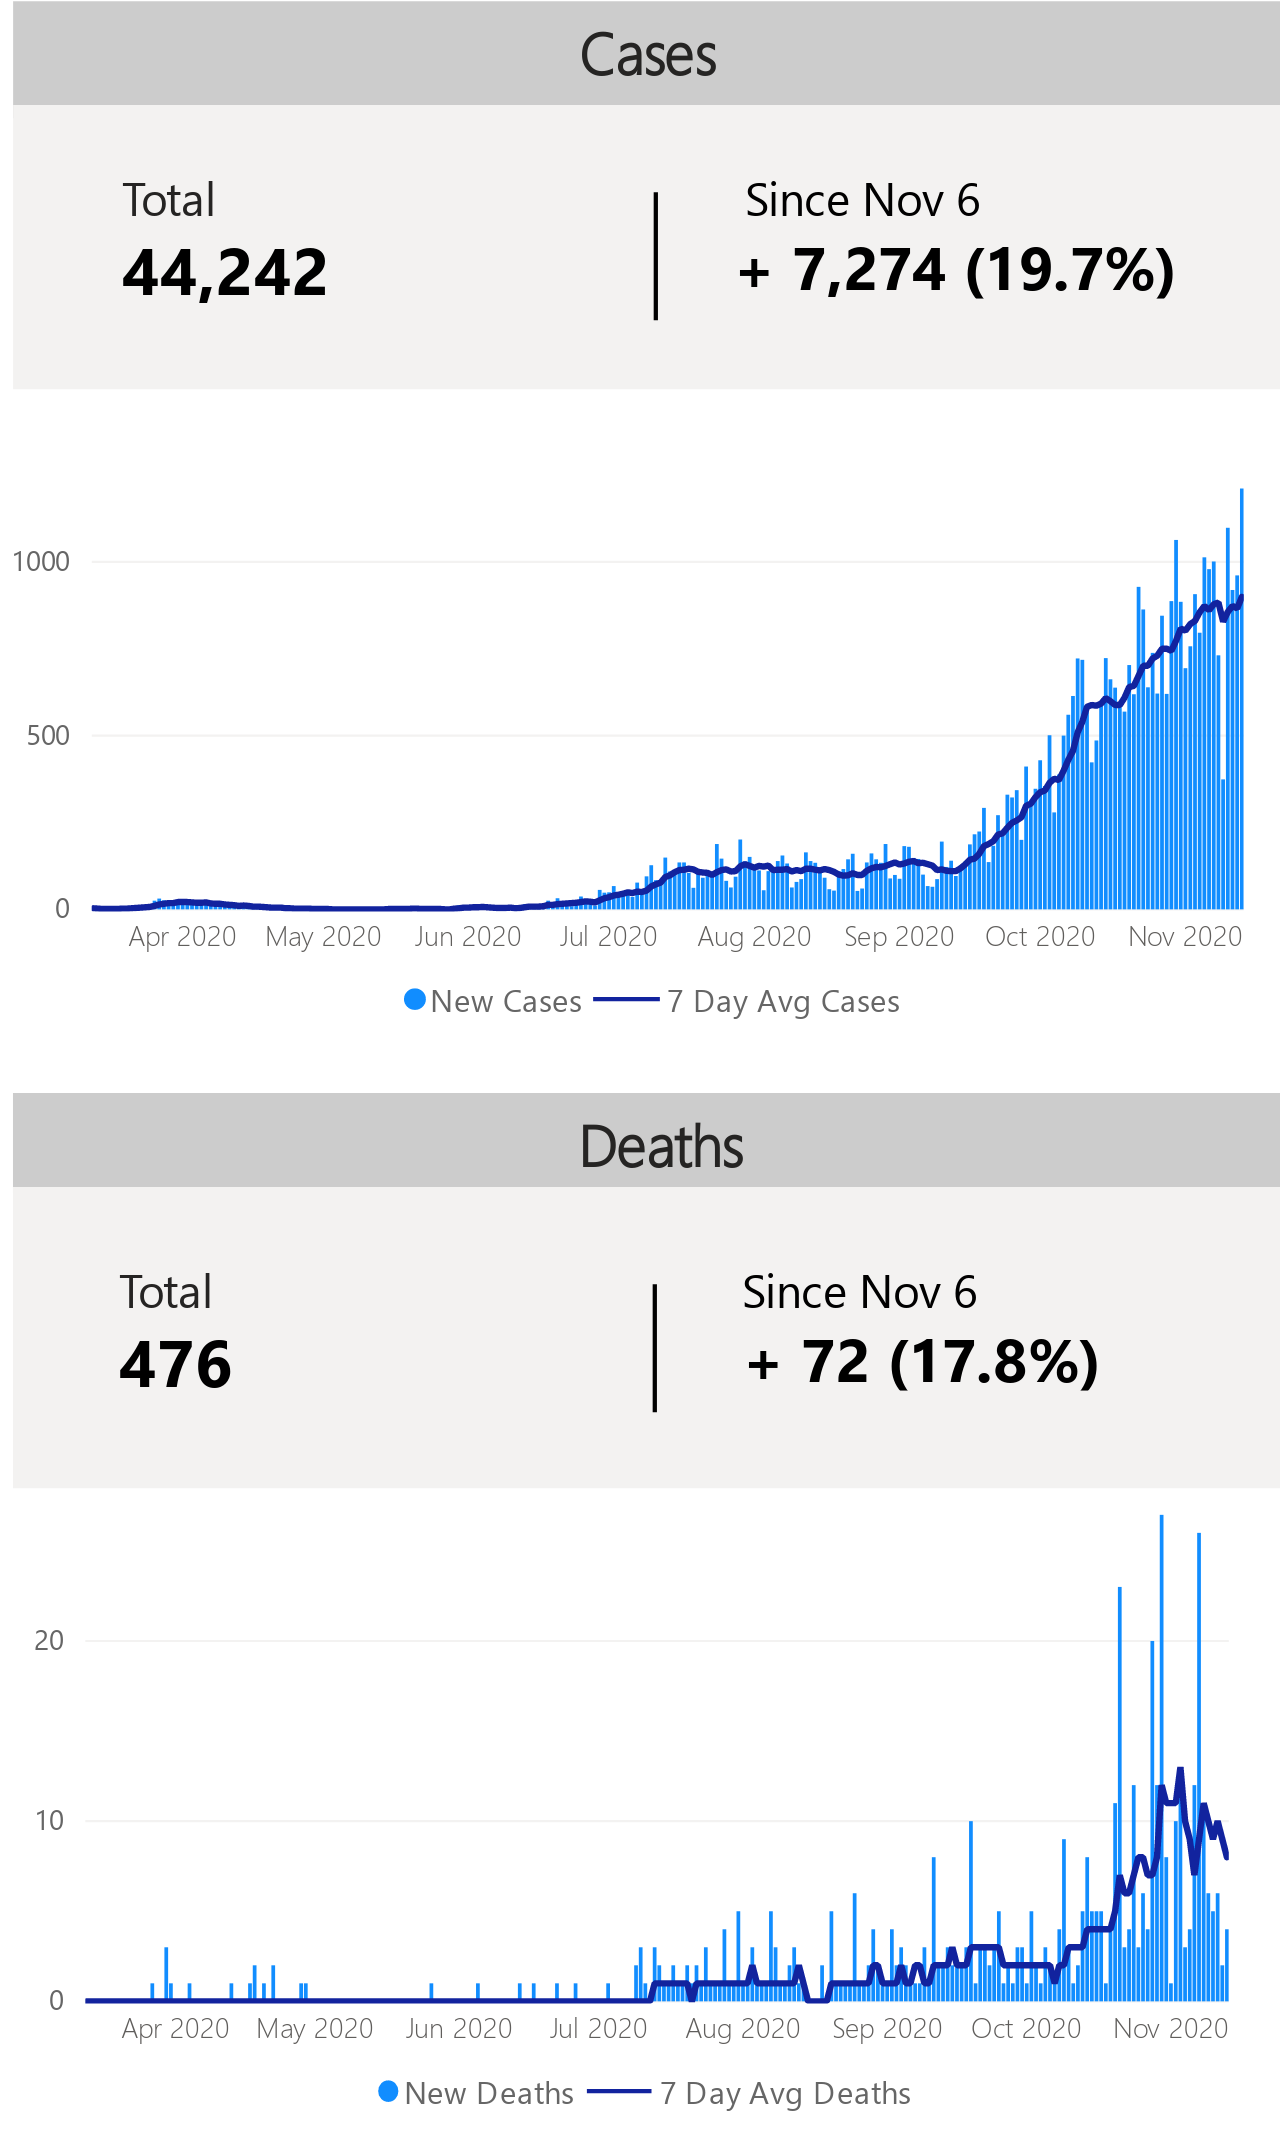 Cases
Total
Since Nov 6
44,242
+ 7,274 (19.7%)
1000
500
0
Apr 2020 May 2020 Jun 2020 Jul 2020 Aug 2020 Sep 2020 Oct 2020 Nov 2020
New Cases 7 Day Avg Cases
Deaths
Total
Since Nov 6
476
+ 72 (17.8%)
20
10
0
Apr 2020 May 2020 Jun 2020 Jul 2020 Aug 2020 Sep 2020 Oct 2020 Nov 2020
New Deaths 7 Day Avg Deaths